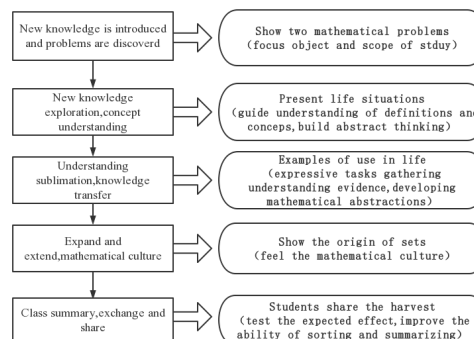 New knowledge is introduced
and problems are discoverd
Show two mathematical problems
(focus object and scope of stduy)
New knowledge
exploration,concept
understanding
Present life situations
(guide understanding of definitions and
conceps,build abstract thinking)
Understanding
sublimation,knowledge
transfer
Examples of use in life
(expressive tasks gathering
understanding evidence,developing
mathematical abstractions)
Expand and
extend,mathematical culture
Show the origin of sets
(feel the mathematical culture)
Class summary,exchange and
share
Students share the harvest
(test the expected effect,improve the
ability of sorting and summarizing)